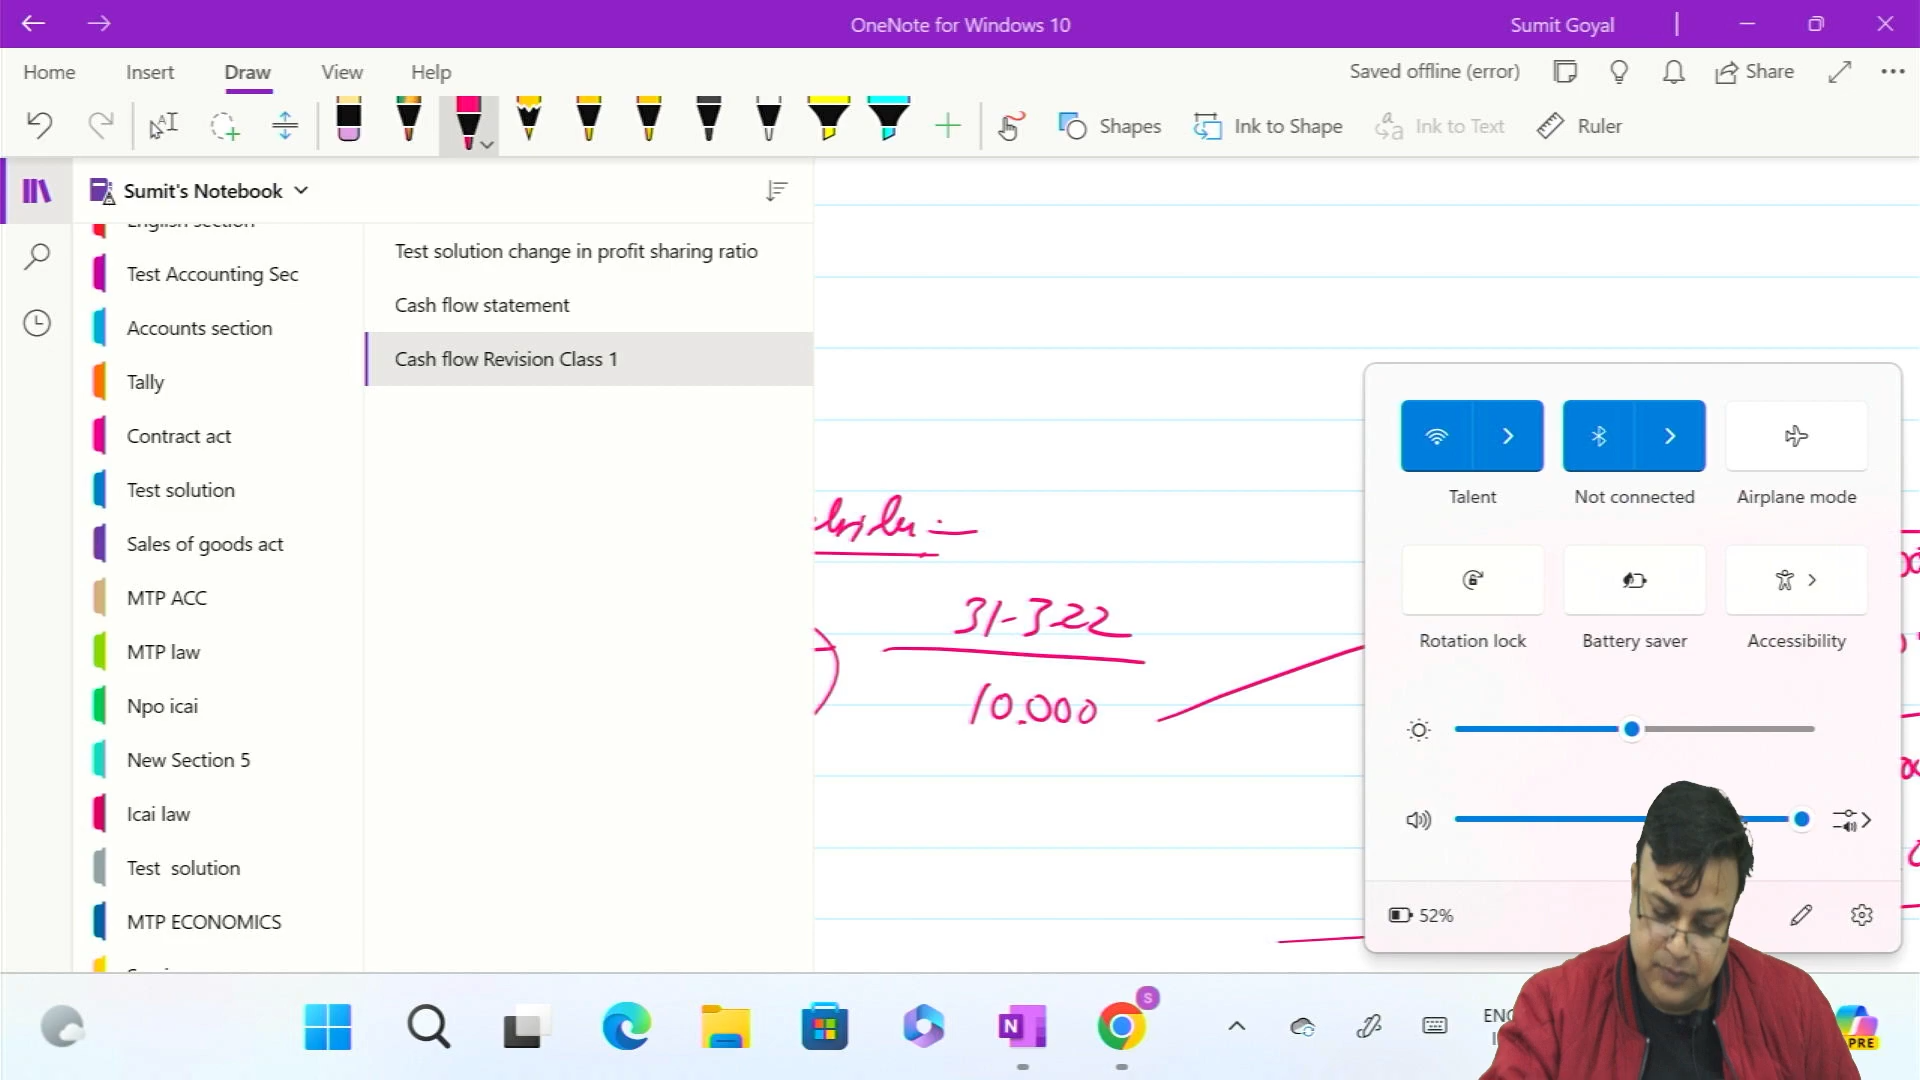 OneNote for Windows 10
Sumit Goyal
Home
Insert
Draw
View
Help
Saved offline (error)
Share
Shapes
Ink to Shape
Ink to Text
Ruler
Sumit's Notebook
English section
Test Accounting Sec
Accounts section
Tally
Contract act
Test solution
Sales of goods act
MTP ACC
MTP law
Npo icai
New Section 5
Icai law
Test solution
MTP ECONOMICS
Test solution change in profit sharing ratio
Cash flow statement
Cash flow Revision Class 1
31-322
10.000
Talent
Not connected
Airplane mode
Rotation lock
Battery saver
Accessibility
52%
S
N
ENG
PRE